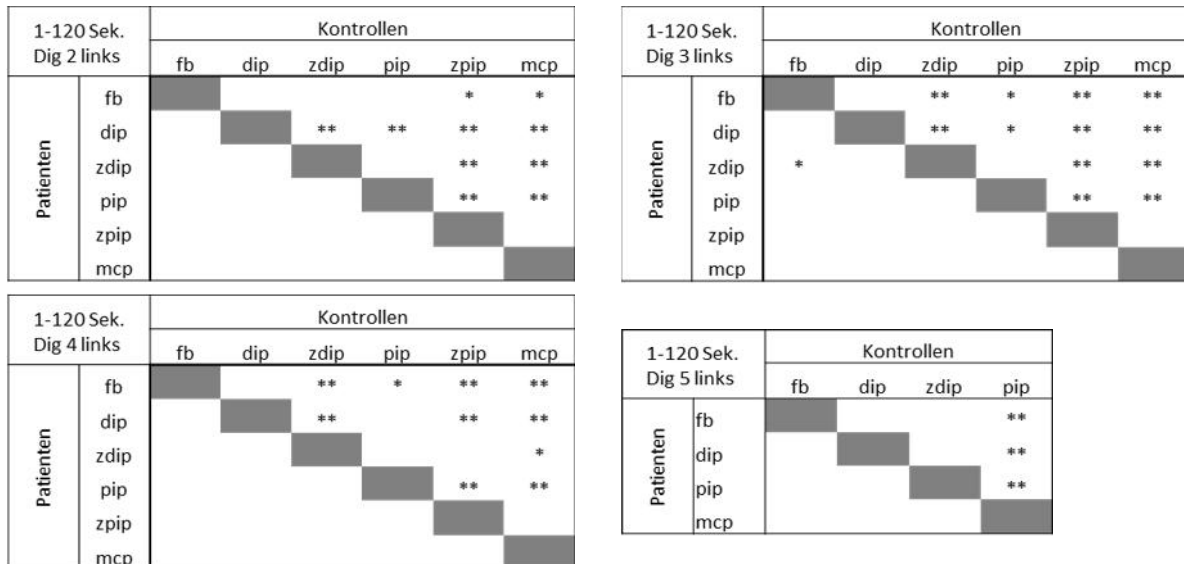 1-120 Sek.
Dig 2 links
Kontrollen
fb dip zdip pip zpip mcp
Patienten
fb * *
dip ** ** ** **
zdip ** **
pip ** **
zpip
mcp
1-120 Sek.
Dig 3 links
Kontrollen
fb dip zdip pip zpip mcp
Patienten
fb ** * ** **
dip ** * ** **
zdip * ** **
pip ** **
zpip
mcp
1-120 Sek.
Dig 4 links
Kontrollen
fb dip zdip pip zpip mcp
Patienten
fb ** * ** **
dip ** ** **
zdip *
pip ** **
zpip
mcp
1-120 Sek.
Dig 5 links
Kontrollen
fb dip zdip pip
Patienten
fb **
dip **
pip **
mcp